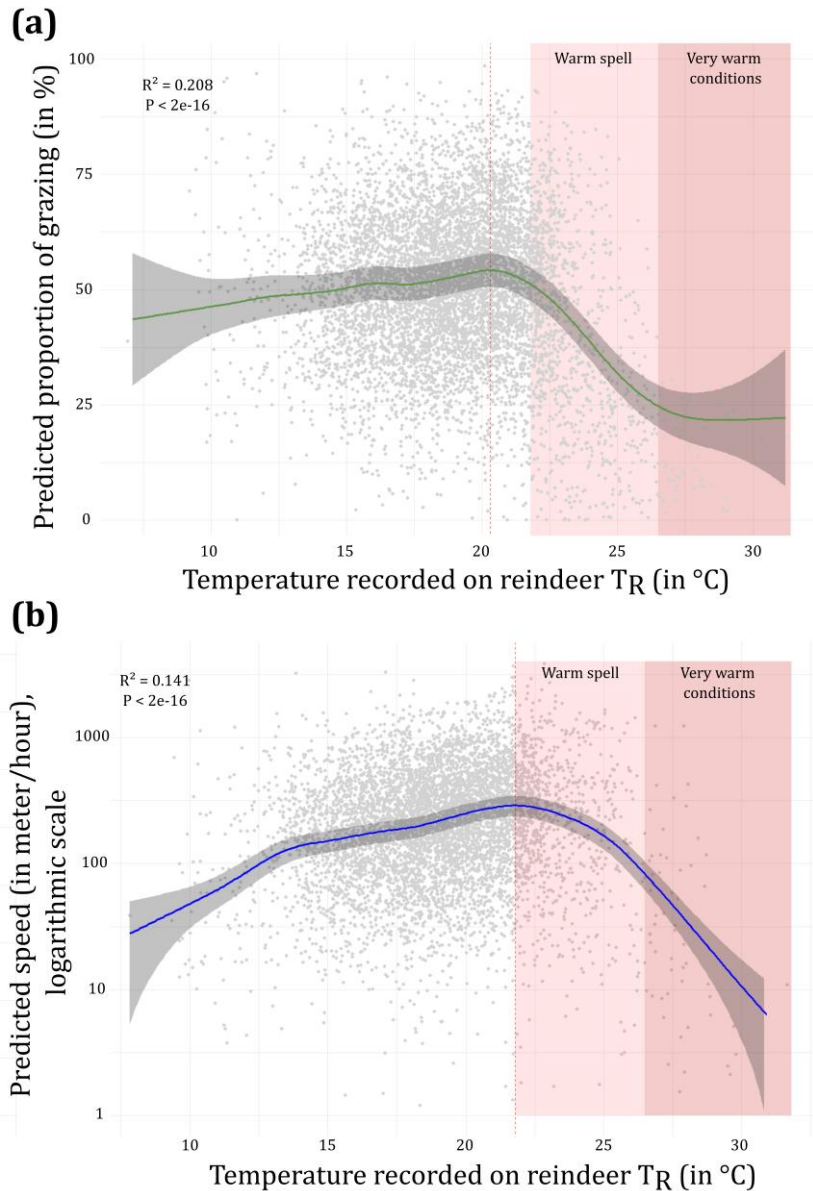 (a)
Predicted proportion of grazing (in %)
100
75
50
25
0
R² = 0.208
P < 2e-16
Warm spell
Very warm
conditions
10
15
20
25
30
Temperature recorded on reindeer TR (in °C)
(b)
Predicted speed (in meter/hour),
logarithmic scale
1000
100
10
1
R² = 0.141
P < 2e-16
Warm spell
Very warm
conditions
10
15
20
25
30
Temperature recorded on reindeer TR (in °C)